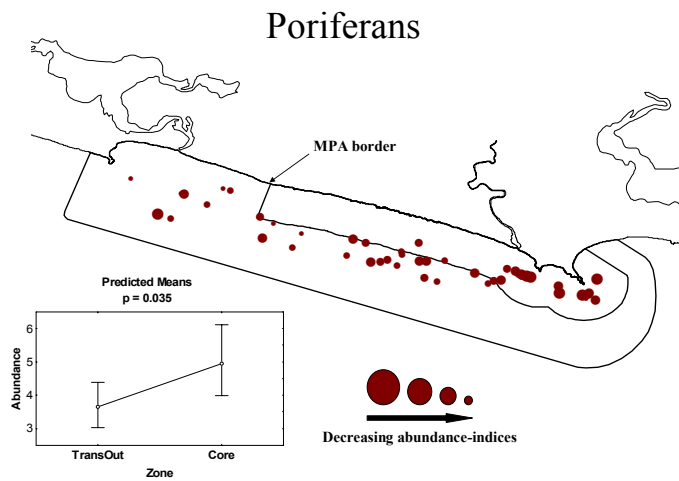 Poriferans
MPA border
Predicted Means
p = 0.035
Abundance
6
5
4
3
TransOut
Core
Zone
Decreasing abundance-indices